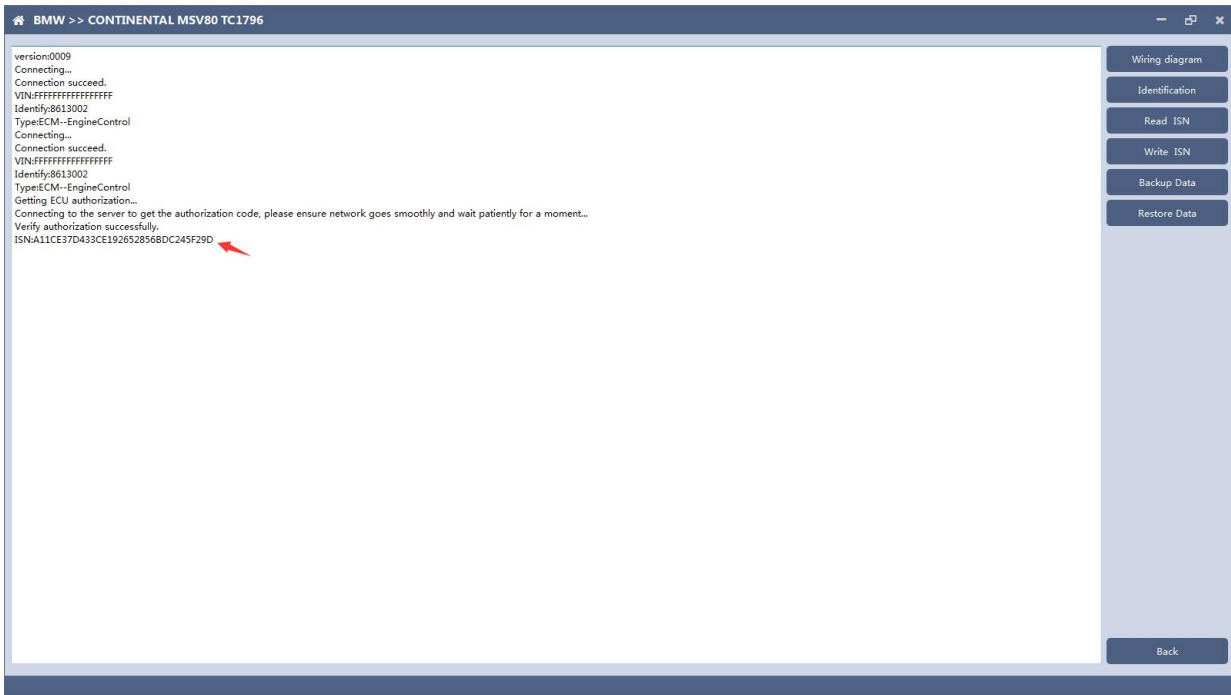 BMW >> CONTINENTAL MSV80 TC1796
version:0009
Connecting...
Connection succeed.
VIN:FFFFFFFFFFFFFFFFF
Identify:8613002
Type:ECM--EngineControl
Connecting...
Connection succeed.
VIN:FFFFFFFFFFFFFFFFF
Identify:8613002
Type:ECM--EngineControl
Getting ECU authorization...
Connecting to the server to get the authorization code, please ensure network goes smoothly and wait patiently for a moment...
Verify authorization successfully.
ISN:A11CE37D433CE192652856BDC245F29D
Wiring diagram
Identification
Read ISN
Write ISN
Backup Data
Restore Data
Back